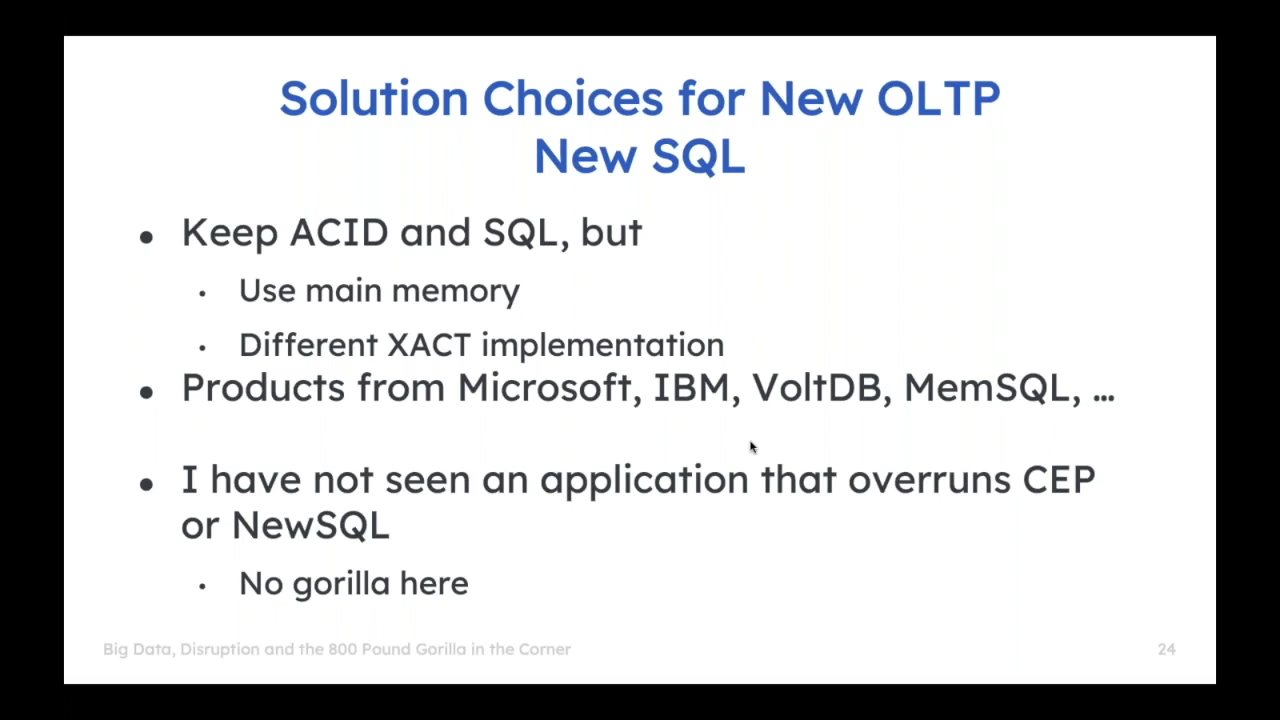 Solution Choices for New OLTP
New SQL
● Keep ACID and SQL, but
• Use main memory
• Different XACT implementation
● Products from Microsoft, IBM, VoltDB, MemSQL, …
● I have not seen an application that overruns CEP
or NewSQL
• No gorilla here
Big Data, Disruption and the 800 Pound Gorilla in the Corner
24